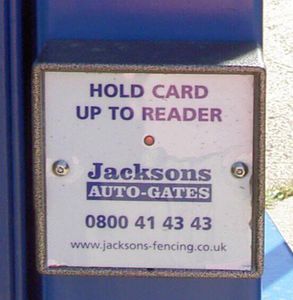 HOLD CARD
UP TO READER
Jacksons
AUTO-GATES
0800 41 43 43
www.jacksons-fencing.co.uk